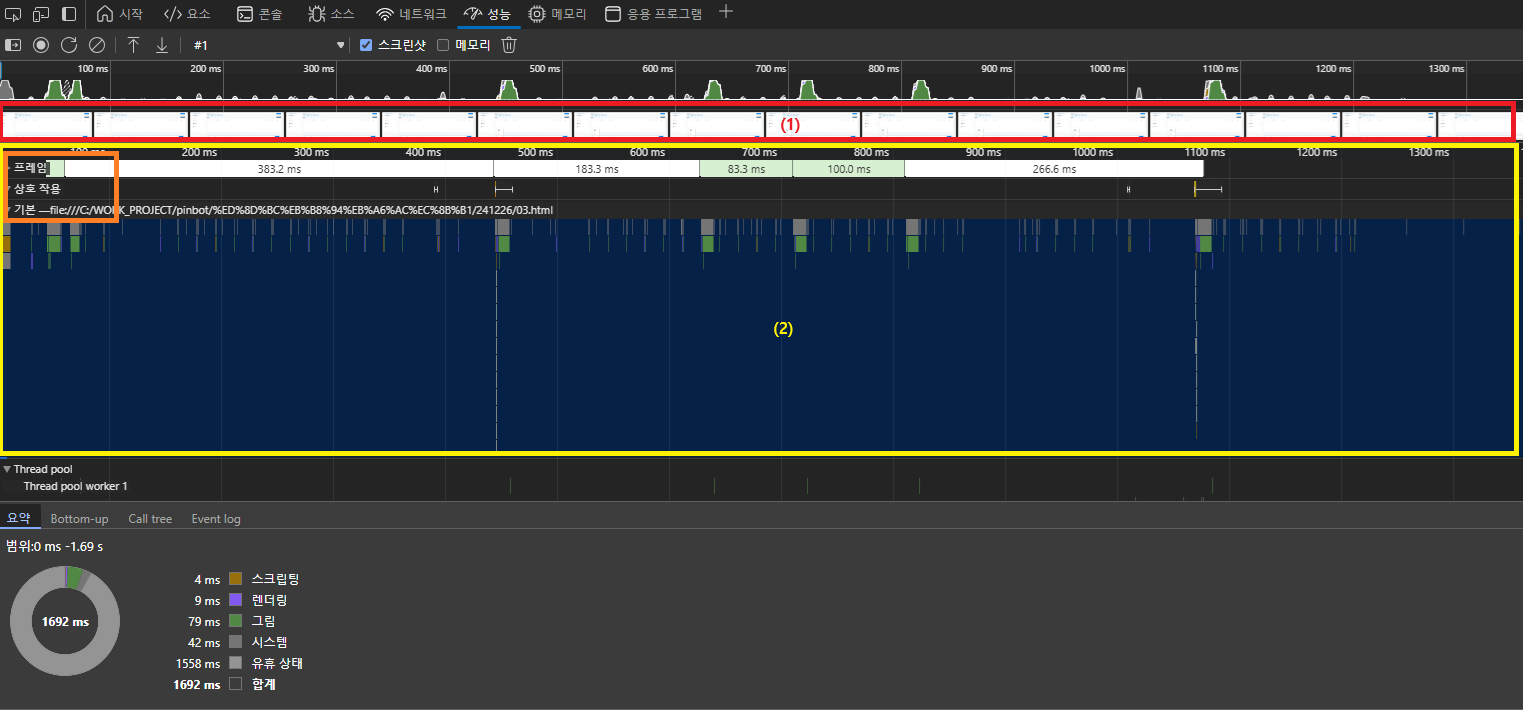 시작 요소 콘솔 소스 네트워크 성능 메모리 응용 프로그램
#1 스크린샷 메모리
100 ms 200 ms 300 ms 400 ms 500 ms 600 ms 700 ms 800 ms 900 ms 1000 ms 1100 ms 1200 ms 1300 ms
(1)
200 ms 300 ms 400 ms 500 ms 600 ms 700 ms 800 ms 900 ms 1000 ms 1100 ms 1200 ms 1300 ms
프레임 383.2 ms 183.3 ms 83.3 ms 100.0 ms 266.6 ms
상호 작용
기본 —file:///C:/WORK_PROJECT/pinbot/%ED%8D%BC%EB%B8%94%EB%A6%AC%EC%8B%B1/241226/03.html
(2)
Thread pool
Thread pool worker 1
요약 Bottom-up Call tree Event log
범위:0 ms -1.69 s
1692 ms
4 ms 스크립팅
9 ms 렌더링
79 ms 그림
42 ms 시스템
1558 ms 유휴 상태
1692 ms 합계